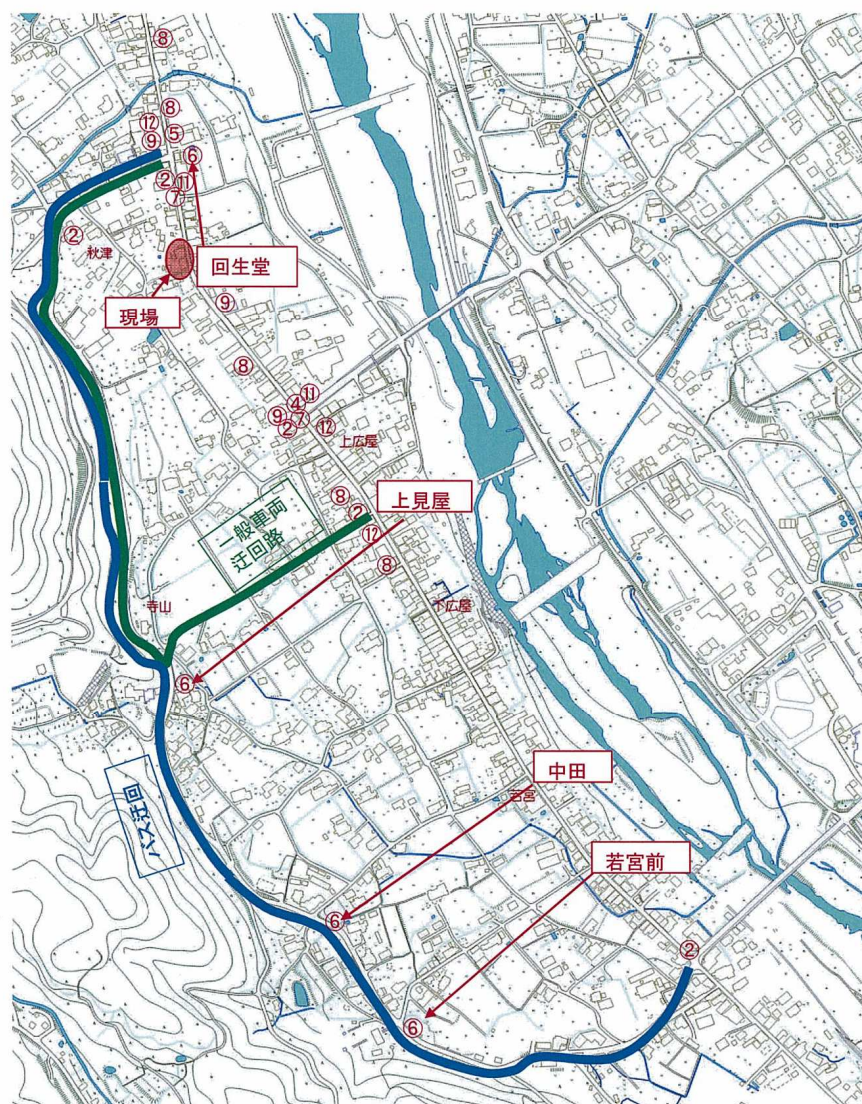 ⑧
⑧
⑫
⑤
⑨
⑥
②
⑪
⑦
②
秋津
回生堂
現場
⑨
⑧
⑪
④
⑨
⑦
②
⑫
上広屋
上見屋
⑧
②
一般車両
迂回路
⑫
⑧
寺山
下広屋
⑥
中田
バス迂回
若宮
若宮前
⑥
②
⑥